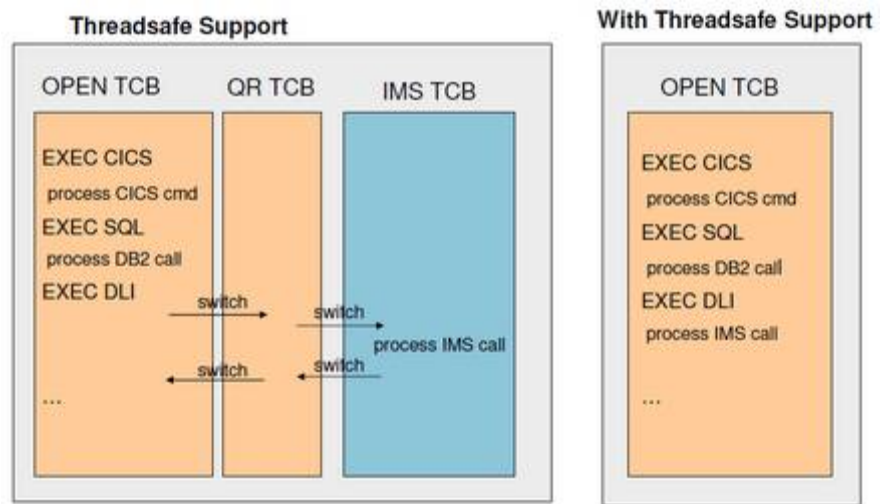 Threadsafe Support
OPEN TCB
QR TCB
IMS TCB
EXEC CICS
process CICS cmd
EXEC SQL
process DB2 call
EXEC DLI
switch
switch
process IMS call
switch
switch
...
With Threadsafe Support
OPEN TCB
EXEC CICS
process CICS cmd
EXEC SQL
process DB2 call
EXEC DLI
process IMS call
...